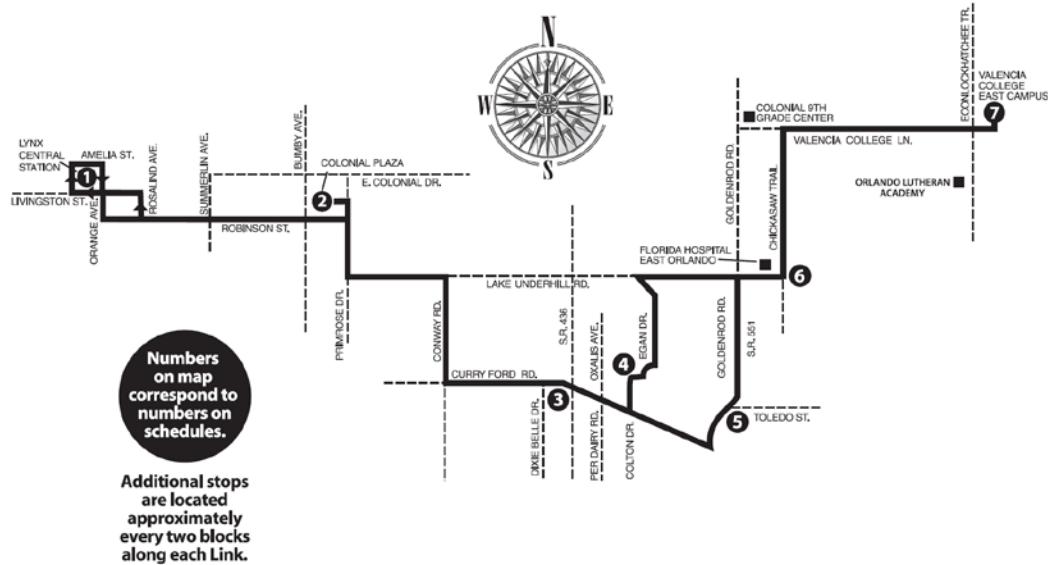 N
W
E
S
LYNX
CENTRAL
STATION
AMELIA ST.
1
LIVINGSTON ST.
ORANGE AVE.
ROSALIND AVE.
SUMMERLIN AVE.
BUMBY AVE.
COLONIAL PLAZA
2
E. COLONIAL DR.
ROBINSON ST.
PRIMROSE DR.
CONWAY RD.
LAKE UNDERHILL RD.
CURRY FORD RD.
3
DIXIE BELLE DR.
S.R. 436
OXALIS AVE.
PER DAIRY RD.
4
EGAN DR.
COLTON DR.
GOLDENROD RD.
S.R. 551
5
TOLEDO ST.
FLORIDA HOSPITAL
EAST ORLANDO
6
GOLDENROD RD.
CHICKASAW TRAIL
COLONIAL 9TH
GRADE CENTER
VALENCIA COLLEGE LN.
ORLANDO LUTHERAN
ACADEMY
ECONLOCKHATCHEE TR.
VALENCIA
COLLEGE
EAST CAMPUS
7
Numbers
on map
correspond to
numbers on
schedules.
Additional stops
are located
approximately
every two blocks
along each Link.